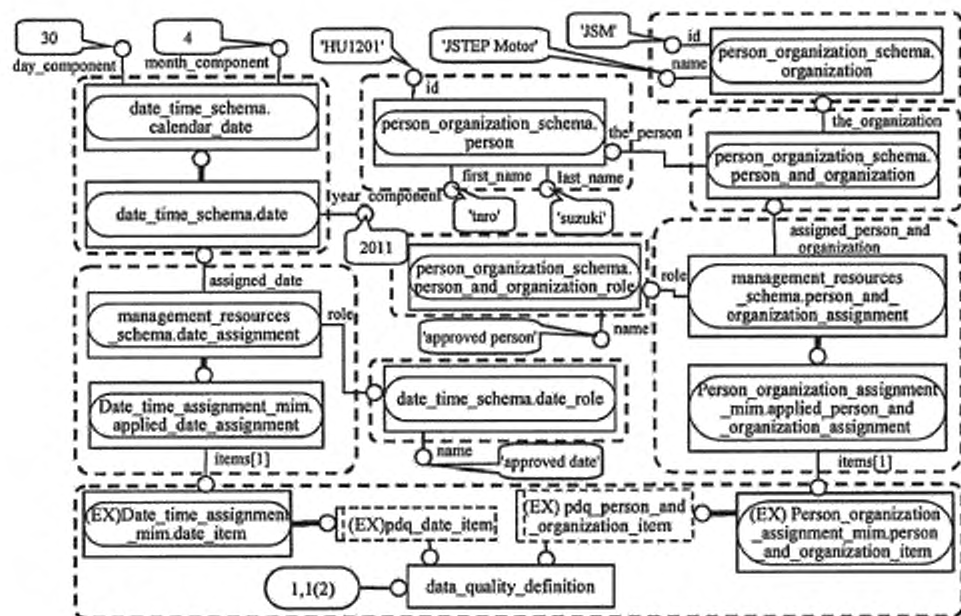 30
day_component
4
month_component
date_time_schema.
calendar_date
date_time_schema.date
year_component
2011
assigned_date
management_resources
_schema.date_assignment
role
Date_time_assignment_mim.
applied_date_assignment
items[1]
'HU1201'
id
person_organization_schema.
person
the_person
first_name
last_name
'taro'
'suzuki'
person_organization_schema.
person_and_organization_role
'approved person'
name
date_time_schema.date_role
name
'approved date'
'JSM'
id
'JSTEP Motor'
name
person_organization_schema.
organization
the_organization
person_organization_schema.
person_and_organization
assigned_person_and
organization
role
management_resources
_schema.person_and_
organization_assignment
Person_organization_assignment
_mim.applied_person_and
organization_assignment
items[1]
(EX)Date_time_assignment
_mim.date_item
(EX)pdq_date_item
(EX) pdq_person_and
_organization_item
(EX) Person_organization
_assignment_mim.person
and_organization_item
1,1(2)
data_quality_definition